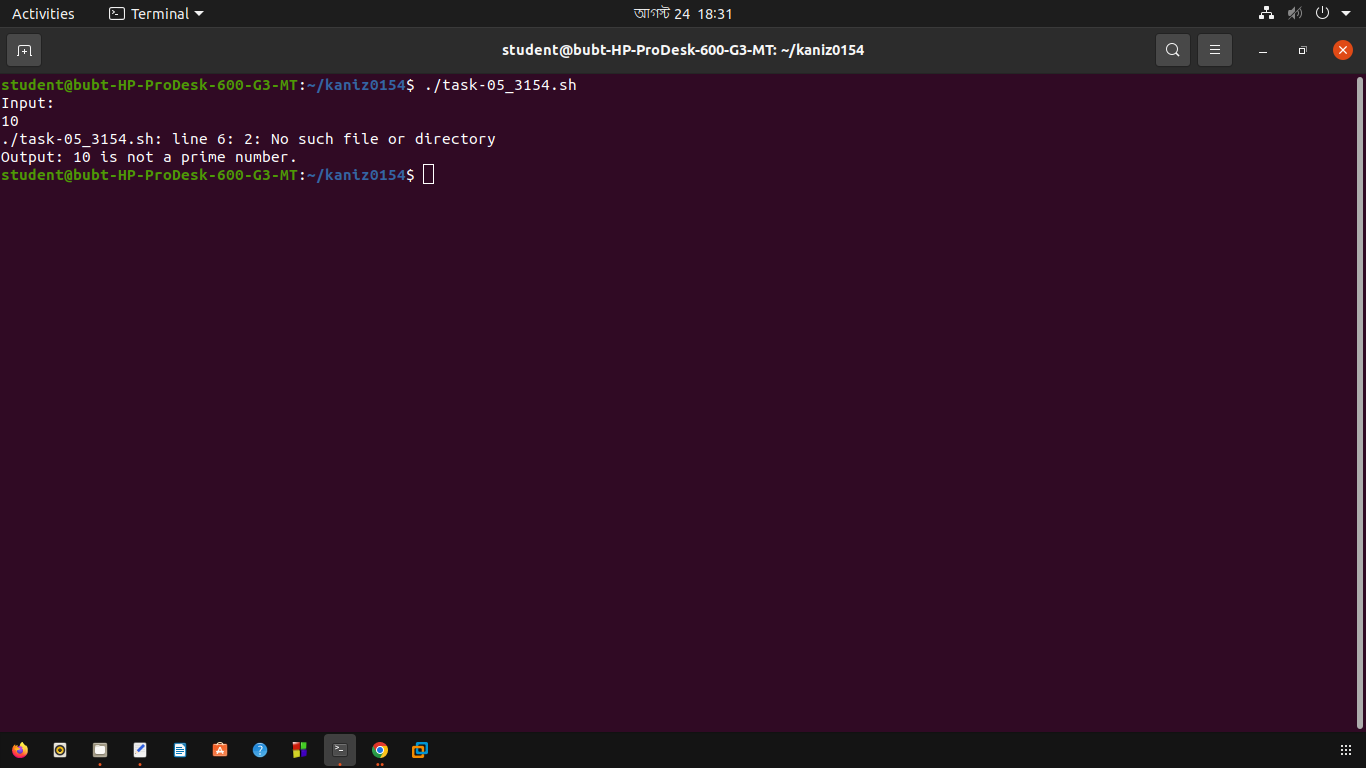 Activities
Terminal
আগস্ট 24 18:31
student@bubt-HP-ProDesk-600-G3-MT: ~/kaniz0154
student@bubt-HP-ProDesk-600-G3-MT:~/kaniz0154$ ./task-05_3154.sh
Input:
10
./task-05_3154.sh: line 6: 2: No such file or directory
Output: 10 is not a prime number.
student@bubt-HP-ProDesk-600-G3-MT:~/kaniz0154$